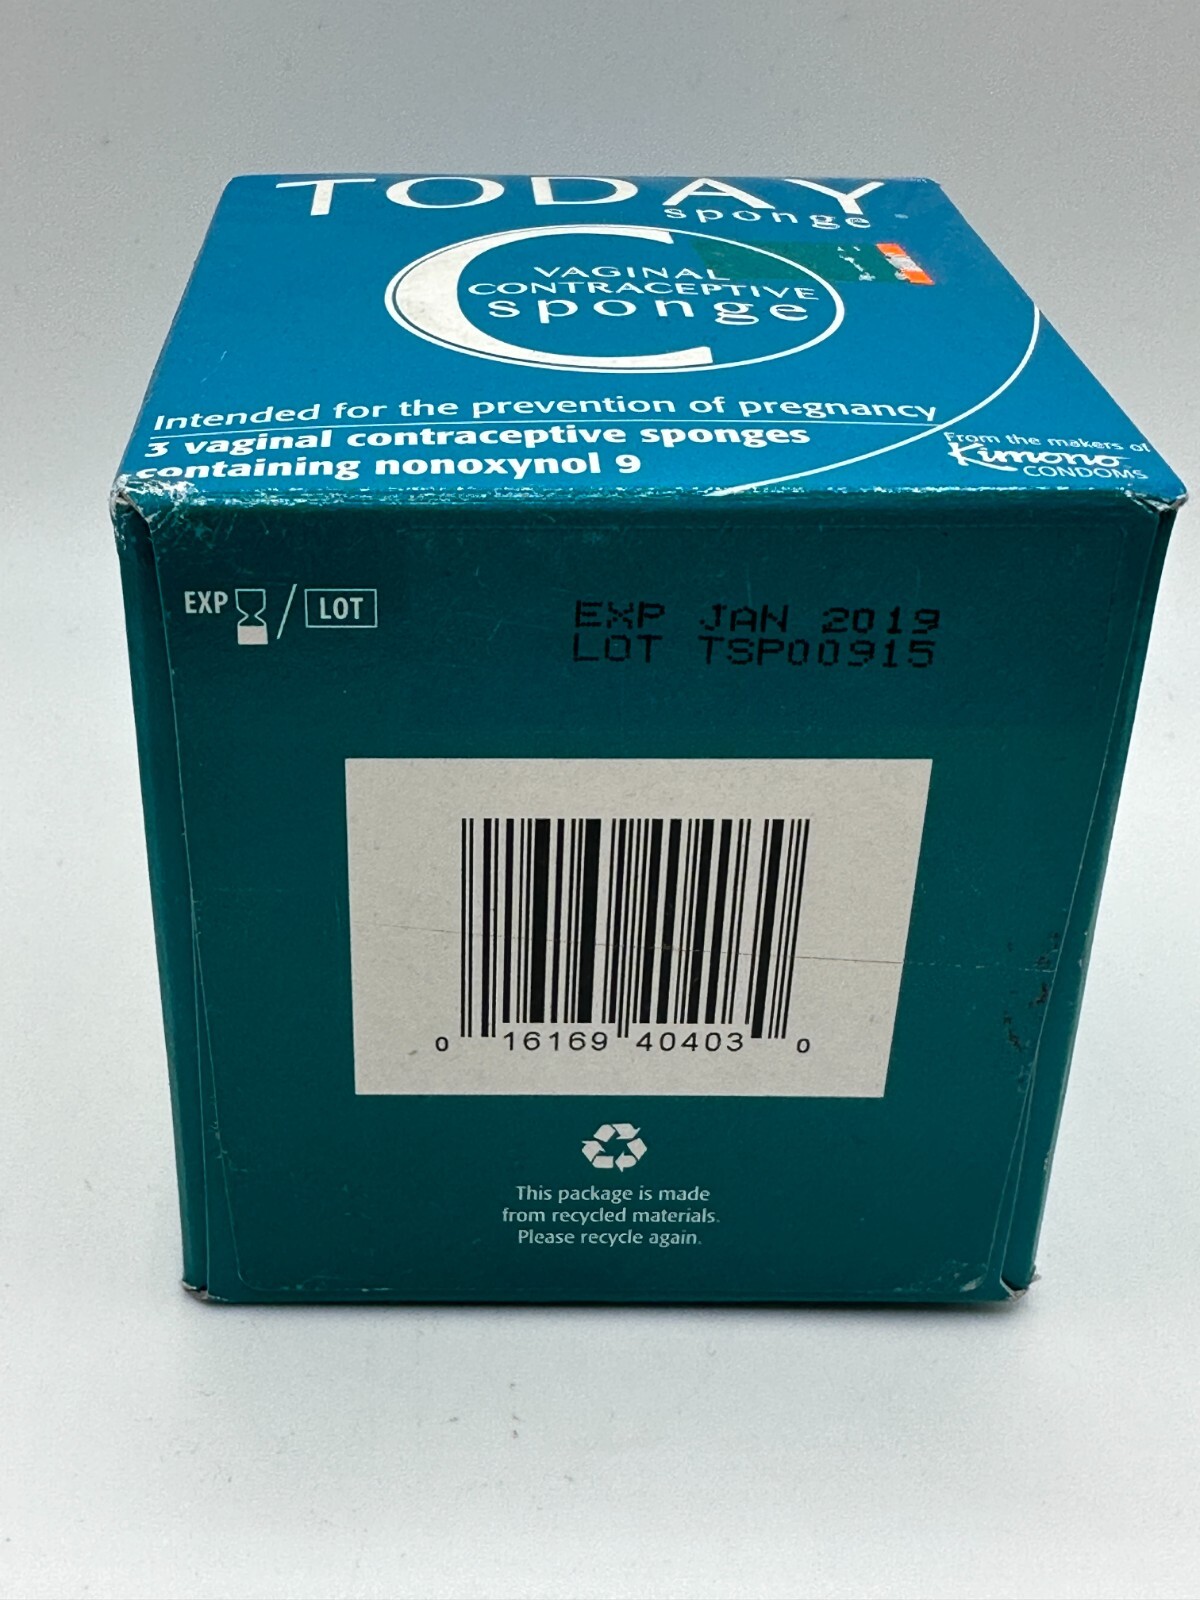 TODAY
sponge
VAGINAL
CONTRACEPTIVE
sponge
Intended for the prevention of pregnancy
3 vaginal contraceptive sponges
containing nonoxynol 9
From the makers of
Kimono
CONDOMS
EXP / LOT
EXP JAN 2019
LOT TSP00915
0 16169 40403 0
This package is made
from recycled materials.
Please recycle again.